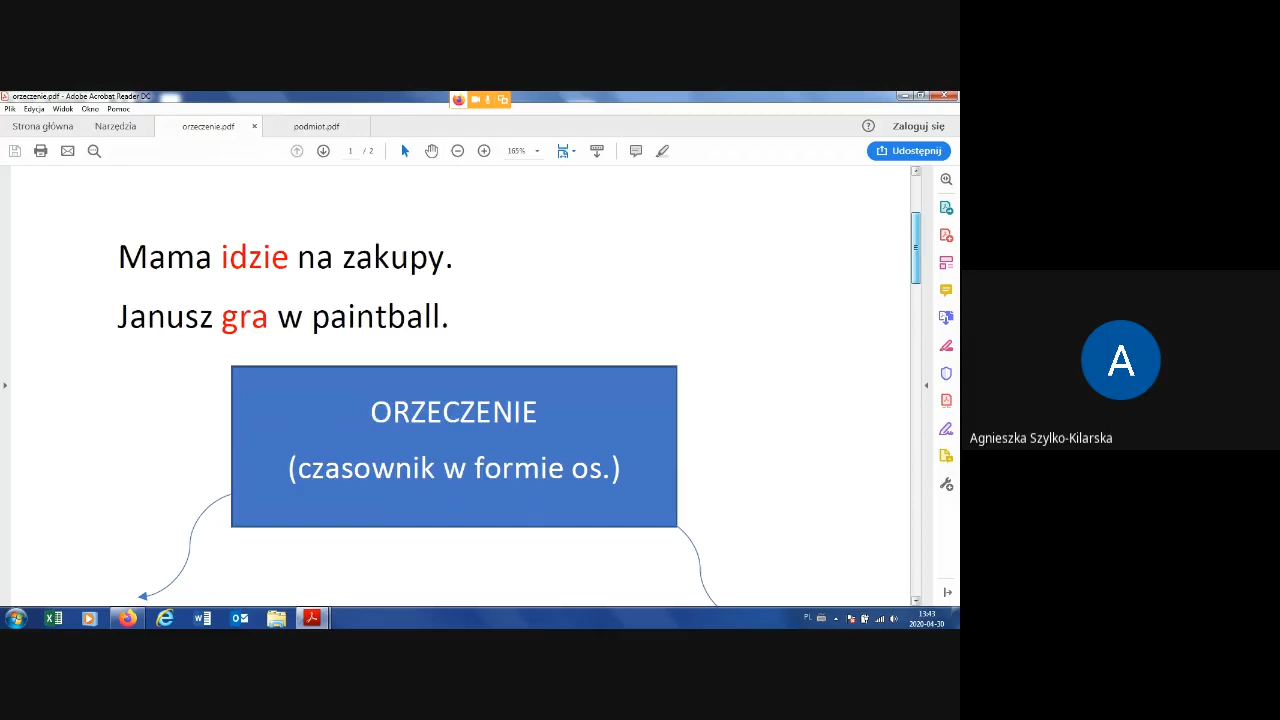 orzeczenie.pdf - Adobe Acrobat Reader DC
Plik Edycja Widok Okno Pomoc
Strona główna Narzędzia orzeczenie.pdf × podmiot.pdf Zaloguj się
1 / 2 165% Udostępnij
Mama idzie na zakupy.
Janusz gra w paintball.
ORZECZENIE
(czasownik w formie os.)
A
Agnieszka Szylko-Kilarska
PL 13:43
2020-04-30